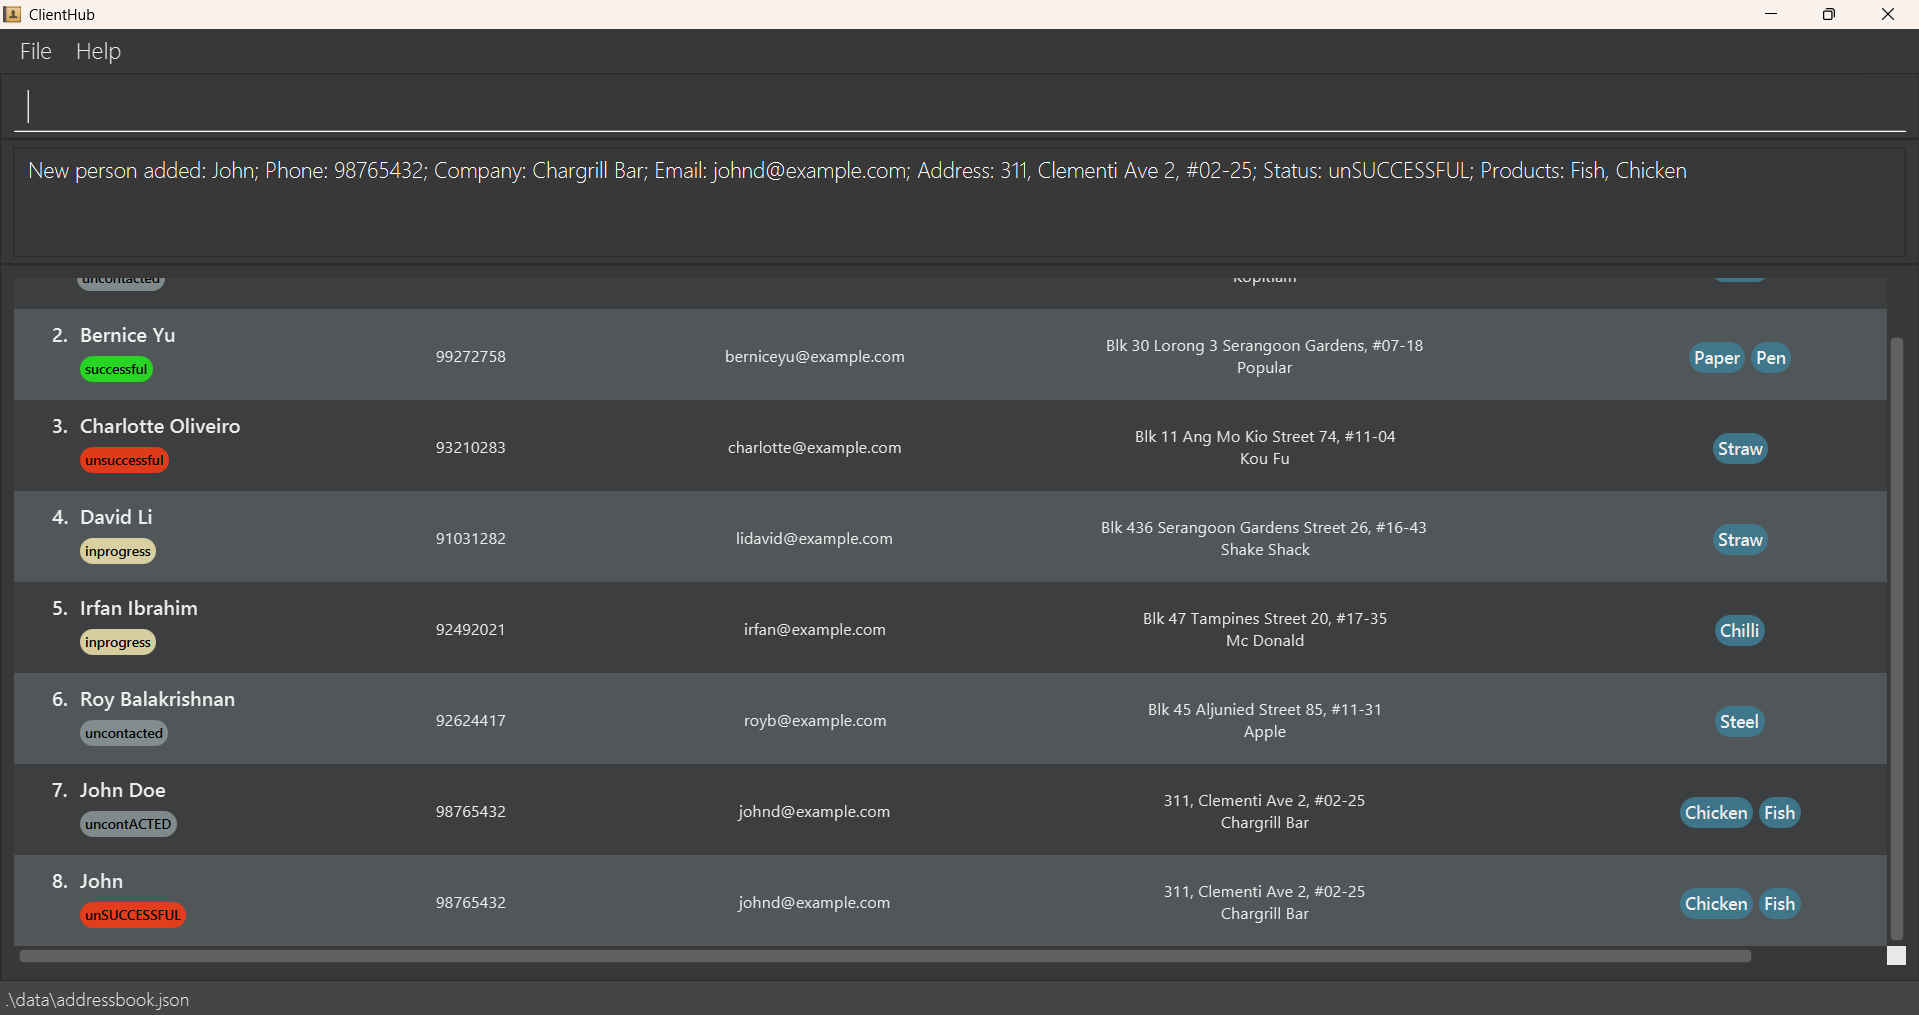 ClientHub
File Help
New person added: John; Phone: 98765432; Company: Chargrill Bar; Email: johnd@example.com; Address: 311, Clementi Ave 2, #02-25; Status: unSUCCESSFUL; Products: Fish, Chicken
uncontacted
Kopitiam
2. Bernice Yu
successful
99272758
berniceyu@example.com
Blk 30 Lorong 3 Serangoon Gardens, #07-18
Popular
Paper Pen
3. Charlotte Oliveiro
unsuccessful
93210283
charlotte@example.com
Blk 11 Ang Mo Kio Street 74, #11-04
Kou Fu
Straw
4. David Li
inprogress
91031282
lidavid@example.com
Blk 436 Serangoon Gardens Street 26, #16-43
Shake Shack
Straw
5. Irfan Ibrahim
inprogress
92492021
irfan@example.com
Blk 47 Tampines Street 20, #17-35
Mc Donald
Chilli
6. Roy Balakrishnan
uncontacted
92624417
royb@example.com
Blk 45 Aljunied Street 85, #11-31
Apple
Steel
7. John Doe
uncontACTED
98765432
johnd@example.com
311, Clementi Ave 2, #02-25
Chargrill Bar
Chicken Fish
8. John
unSUCCESSFUL
98765432
johnd@example.com
311, Clementi Ave 2, #02-25
Chargrill Bar
Chicken Fish
.\data\addressbook.json